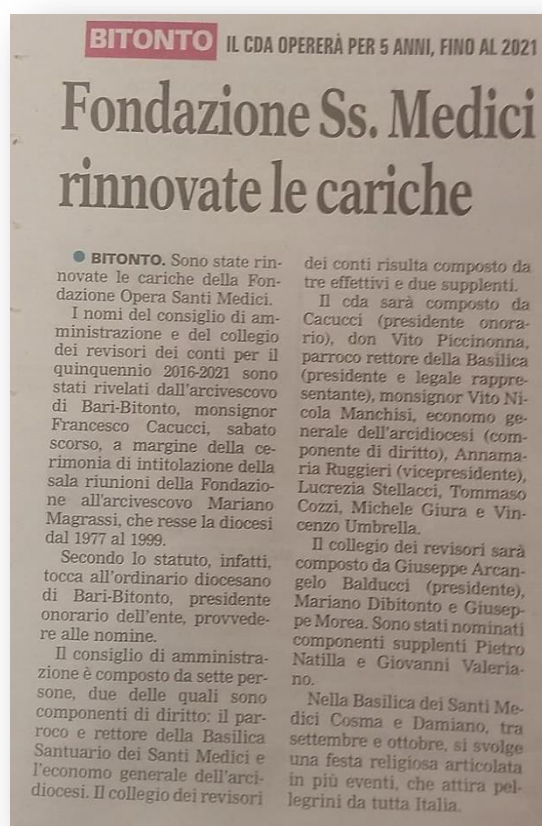 BITONTO IL CDA OPERERÀ PER 5 ANNI, FINO AL 2021
Fondazione Ss. Medici
rinnovate le cariche
● BITONTO. Sono state rin-
novate le cariche della Fon-
dazione Opera Santi Medici.
I nomi del consiglio di am-
ministrazione e del collegio
dei revisori dei conti per il
quinquennio 2016-2021 sono
stati rivelati dall'arcivescovo
di Bari-Bitonto, monsignor
Francesco Cacucci, sabato
scorso, a margine della ce-
rimonia di intitolazione della
sala riunioni della Fondazio-
ne all'arcivescovo Mariano
Magrassi, che resse la diocesi
dal 1977 al 1999.
Secondo lo statuto, infatti,
tocca all'ordinario diocesano
di Bari-Bitonto, presidente
onorario dell'ente, provvede-
re alle nomine.
Il consiglio di amministra-
zione è composto da sette per-
sone, due delle quali sono
componenti di diritto: il par-
roco e rettore della Basilica
Santuario dei Santi Medici e
l'economo generale dell'arci-
diocesi. Il collegio dei revisori
dei conti risulta composto da
tre effettivi e due supplenti.
Il cda sarà composto da
Cacucci (presidente onora-
rio), don Vito Piccinonna,
parroco rettore della Basilica
(presidente e legale rappre-
sentante), monsignor Vito Ni-
cola Manchisi, economo ge-
nerale dell'arcidiocesi (com-
ponente di diritto), Annama-
ria Ruggieri (vicepresidente),
Lucrezia Stellacci, Tommaso
Cozzi, Michele Giura e Vin-
cenzo Umbrella.
Il collegio dei revisori sarà
composto da Giuseppe Arcan-
gelo Balducci (presidente),
Mariano Dibitonto e Giusep-
pe Morea. Sono stati nominati
componenti supplenti Pietro
Natilla e Giovanni Valeria-
no.
Nella Basilica dei Santi Me-
dici Cosma e Damiano, tra
settembre e ottobre, si svolge
una festa religiosa articolata
in più eventi, che attira pel-
legrini da tutta Italia.